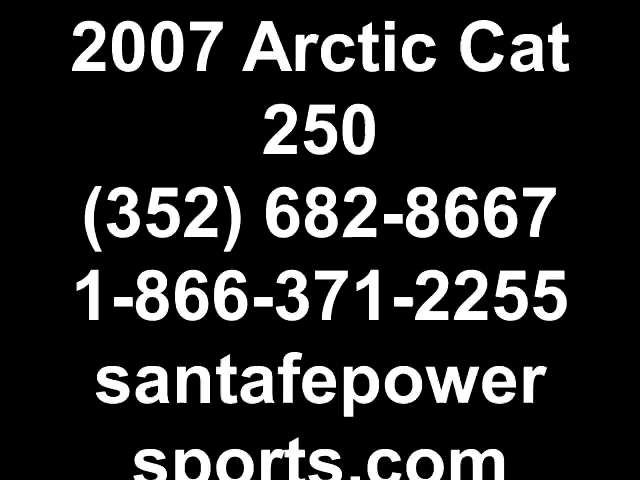 2007 Arctic Cat
250
(352) 682-8667
1-866-371-2255
santafepower
sports.com